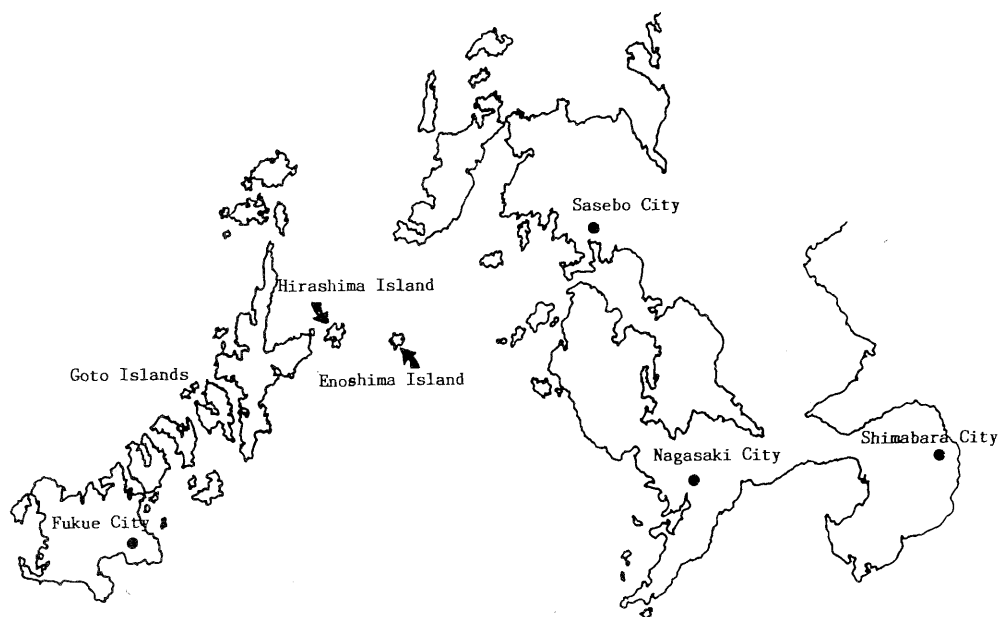 Sasebo City
Hirashima Island
Goto Islands
Enoshima Island
Shimabara City
Nagasaki City
Fukue City